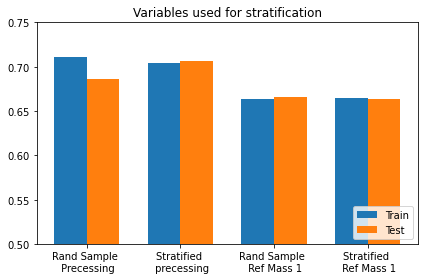 Variables used for stratification
0.75
0.70
0.65
0.60
0.55
0.50
Train
Test
Rand Sample
Precessing
Stratified
precessing
Rand Sample
Ref Mass 1
Stratified
Ref Mass 1